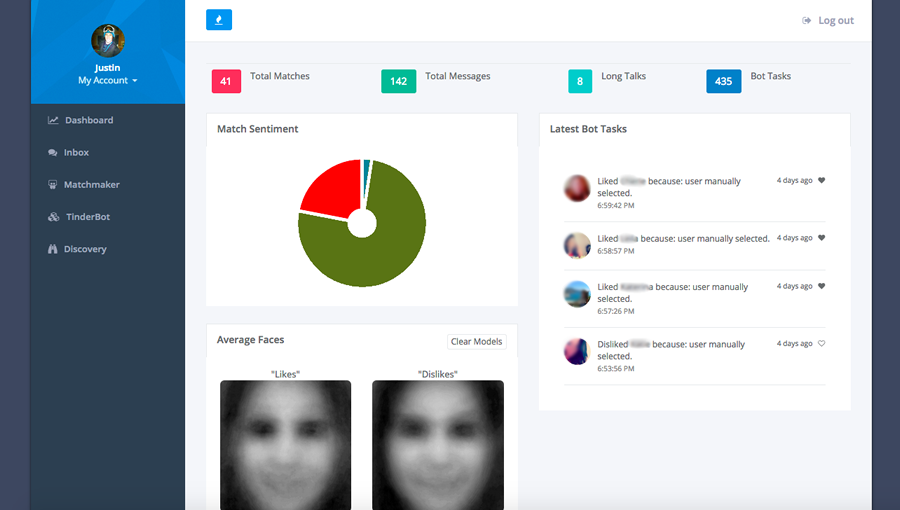 Log out
Justin
My Account
Dashboard
Inbox
Matchmaker
TinderBot
Discovery
41 Total Matches
142 Total Messages
8 Long Talks
435 Bot Tasks
Match Sentiment
Average Faces
Clear Models
"Likes" "Dislikes"
Latest Bot Tasks
Liked because: user manually
selected.
6:59:42 PM
4 days ago
Liked because: user manually selected.
6:58:57 PM
4 days ago
Liked because: user manually
selected.
6:57:26 PM
4 days ago
Disliked because: user manually
selected.
6:53:56 PM
4 days ago